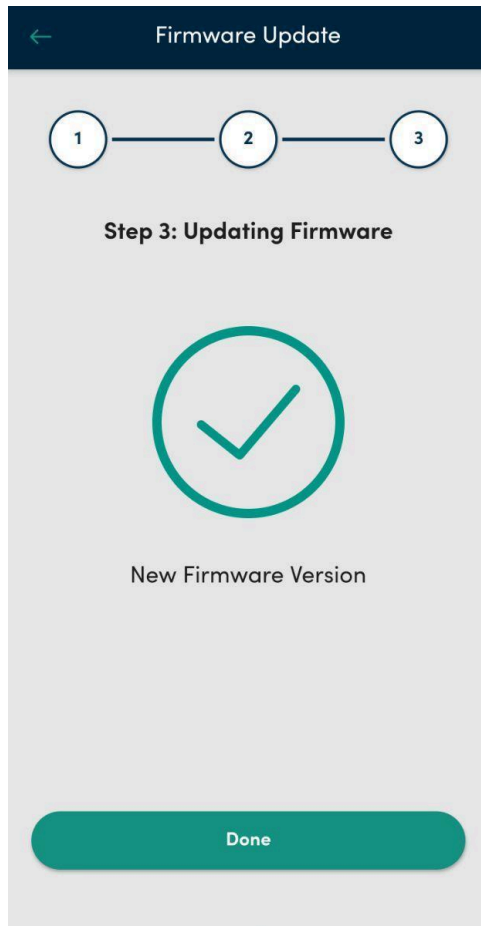 Firmware Update
1 2 3
Step 3: Updating Firmware
New Firmware Version
Done